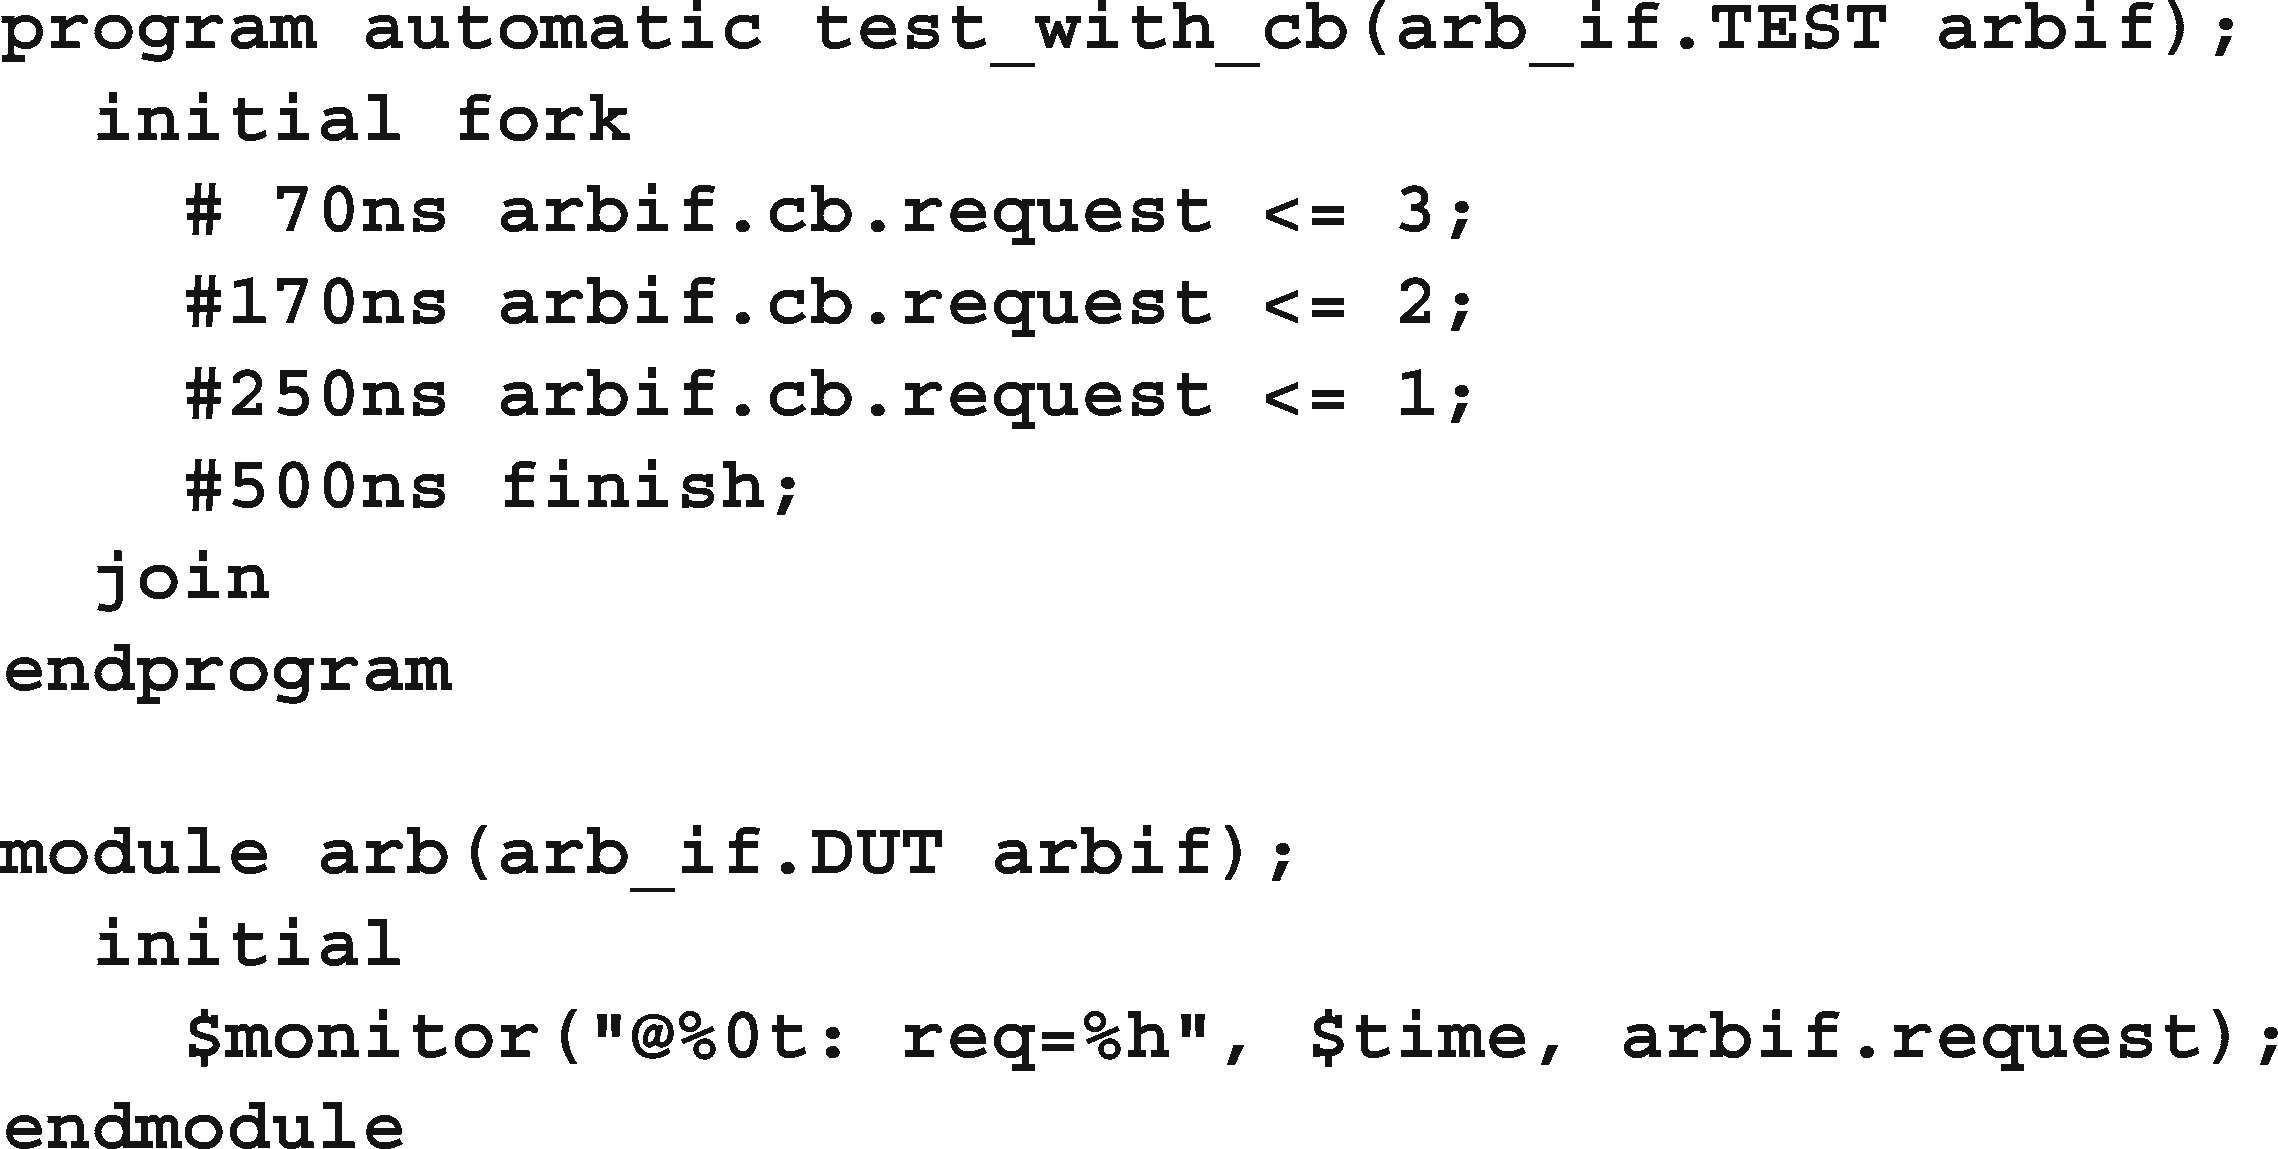 program automatic test_with_cb(arb_if.TEST arbif);
  initial fork
    # 70ns arbif.cb.request <= 3;
    #170ns arbif.cb.request <= 2;
    #250ns arbif.cb.request <= 1;
    #500ns finish;
  join
endprogram

module arb(arb_if.DUT arbif);
  initial
    $monitor("@%0t: req=%h", $time, arbif.request);
endmodule